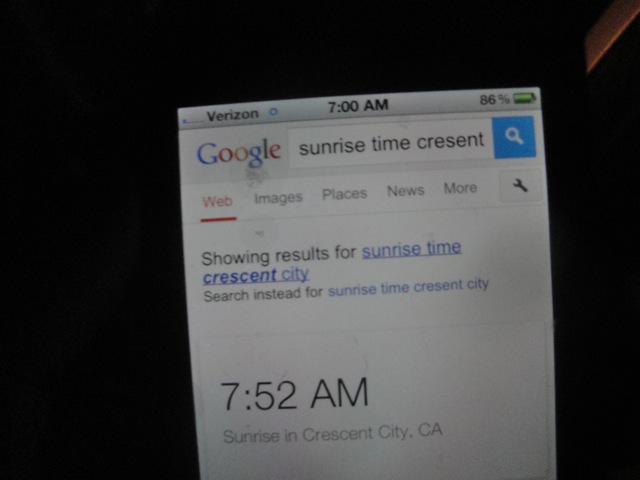 Verizon 7:00 AM 86%
Google sunrise time cresent
Web Images Places News More
Showing results for sunrise time
crescent city
Search instead for sunrise time cresent city
7:52 AM
Sunrise in Crescent City, CA